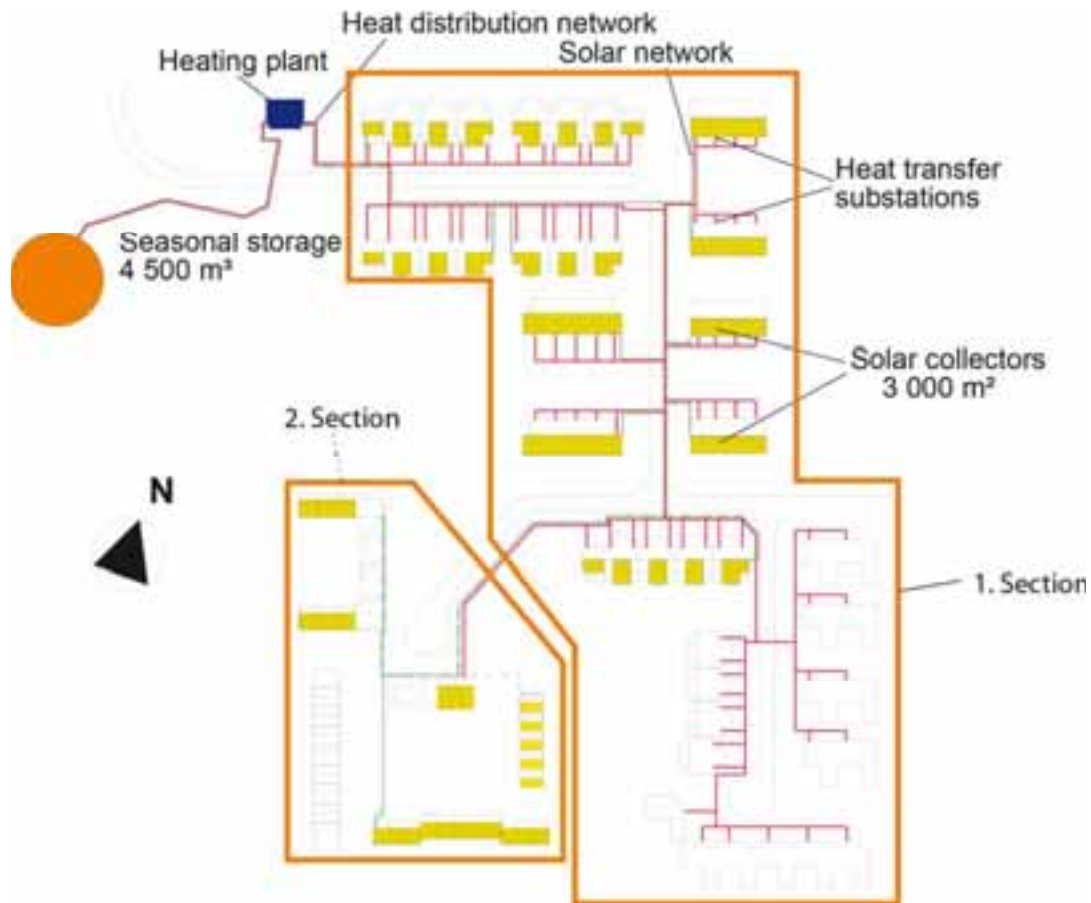 Heat distribution network
Solar network
Heating plant
Heat transfer
substations
Seasonal storage
4 500 m³
Solar collectors
3 000 m²
2. Section
N
1. Section